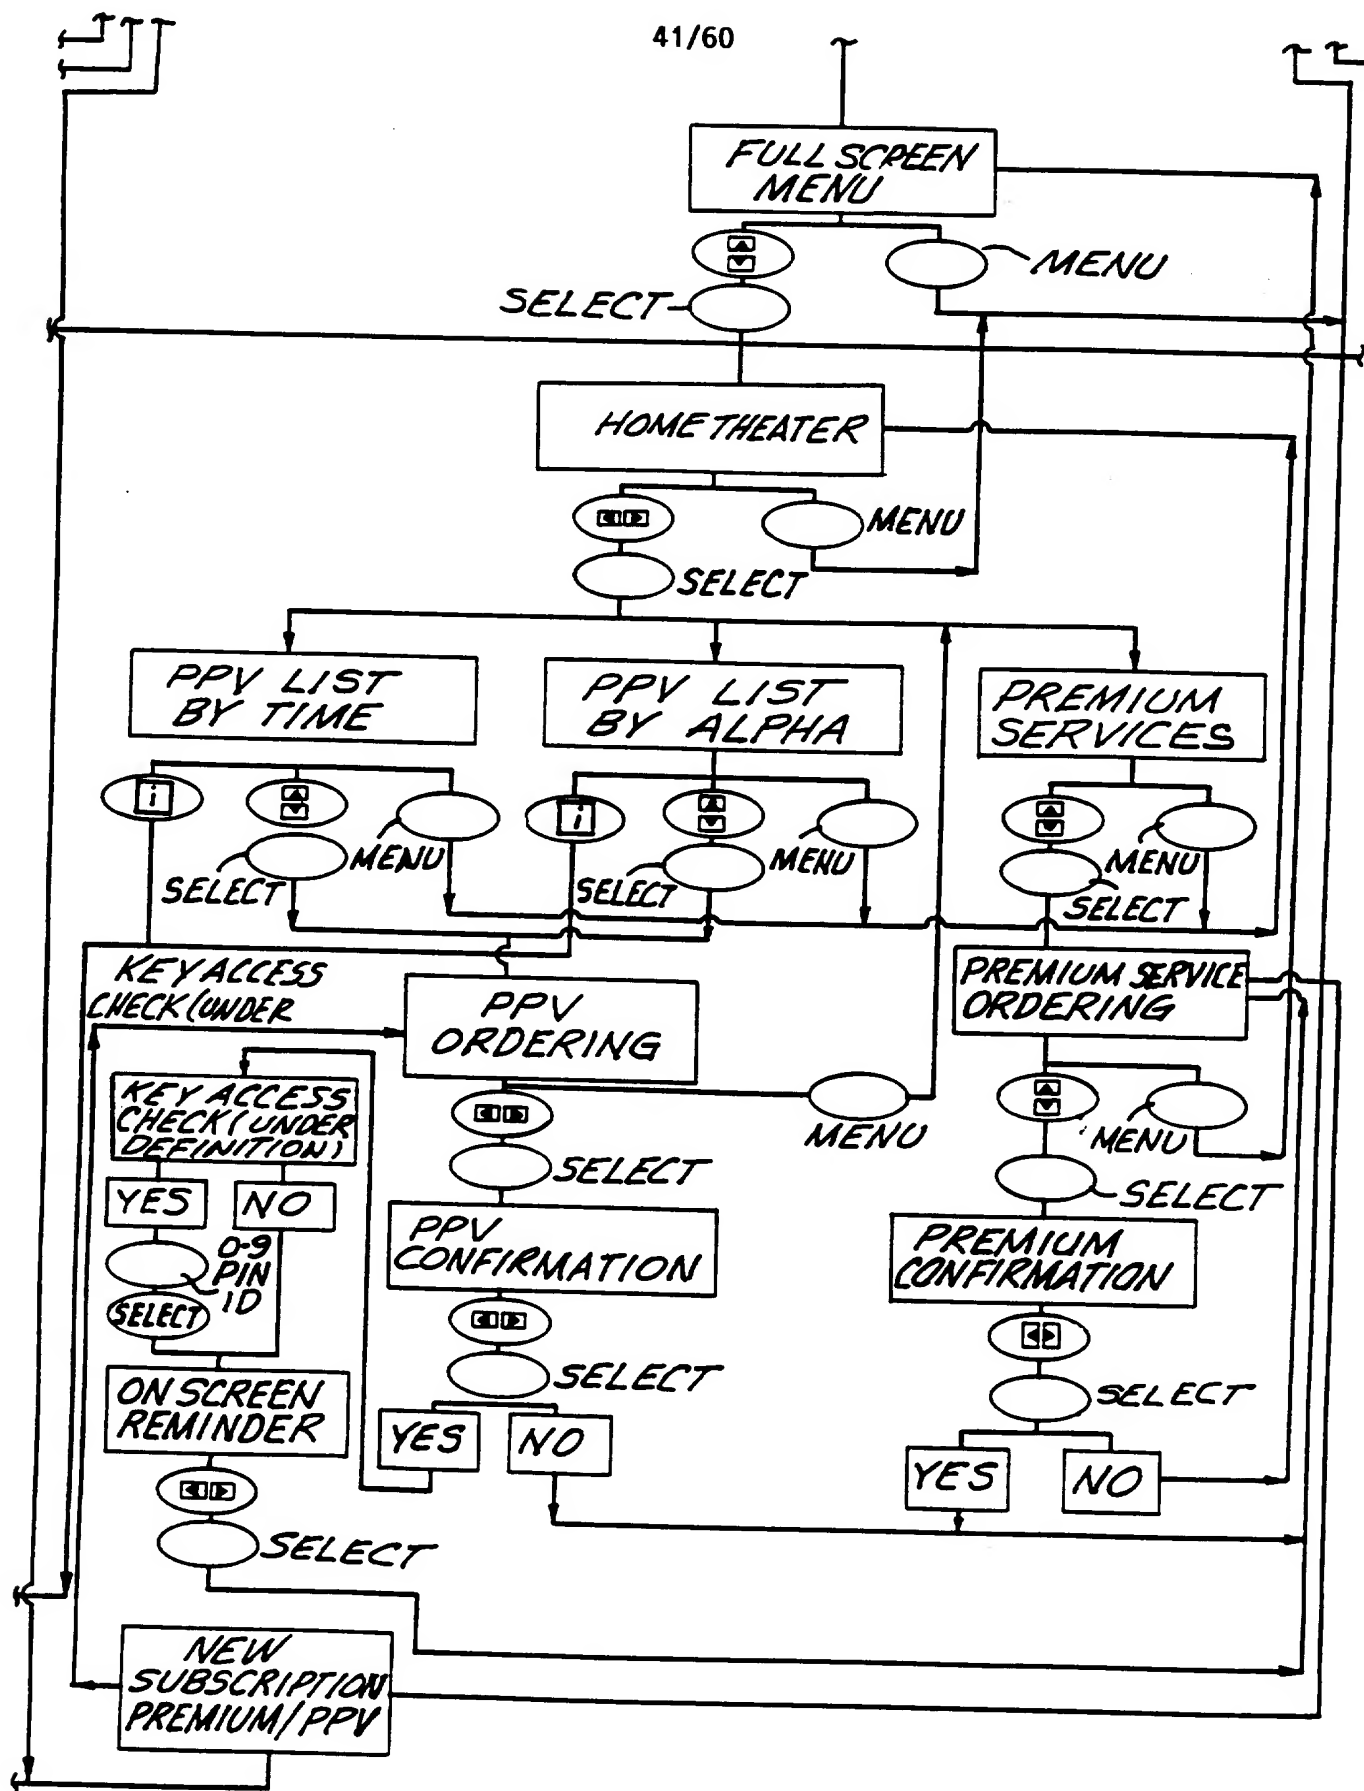 41/60
FULL SCREEN
MENU
MENU
SELECT
HOME THEATER
MENU
SELECT
PPV LIST
BY TIME
PPV LIST
BY ALPHA
PREMIUM
SERVICES
i
SELECT
MENU
i
SELECT
MENU
MENU
SELECT
KEY ACCESS
CHECK (UNDER
PPV
ORDERING
PREMIUM SERVICE
ORDERING
KEY ACCESS
CHECK (UNDER
DEFINITION)
MENU
MENU
SELECT
SELECT
YES
NO
0-9
PIN
ID
SELECT
PPV
CONFIRMATION
PREMIUM
CONFIRMATION
SELECT
SELECT
ON SCREEN
REMINDER
YES
NO
YES
NO
SELECT
NEW
SUBSCRIPTION
PREMIUM/PPV